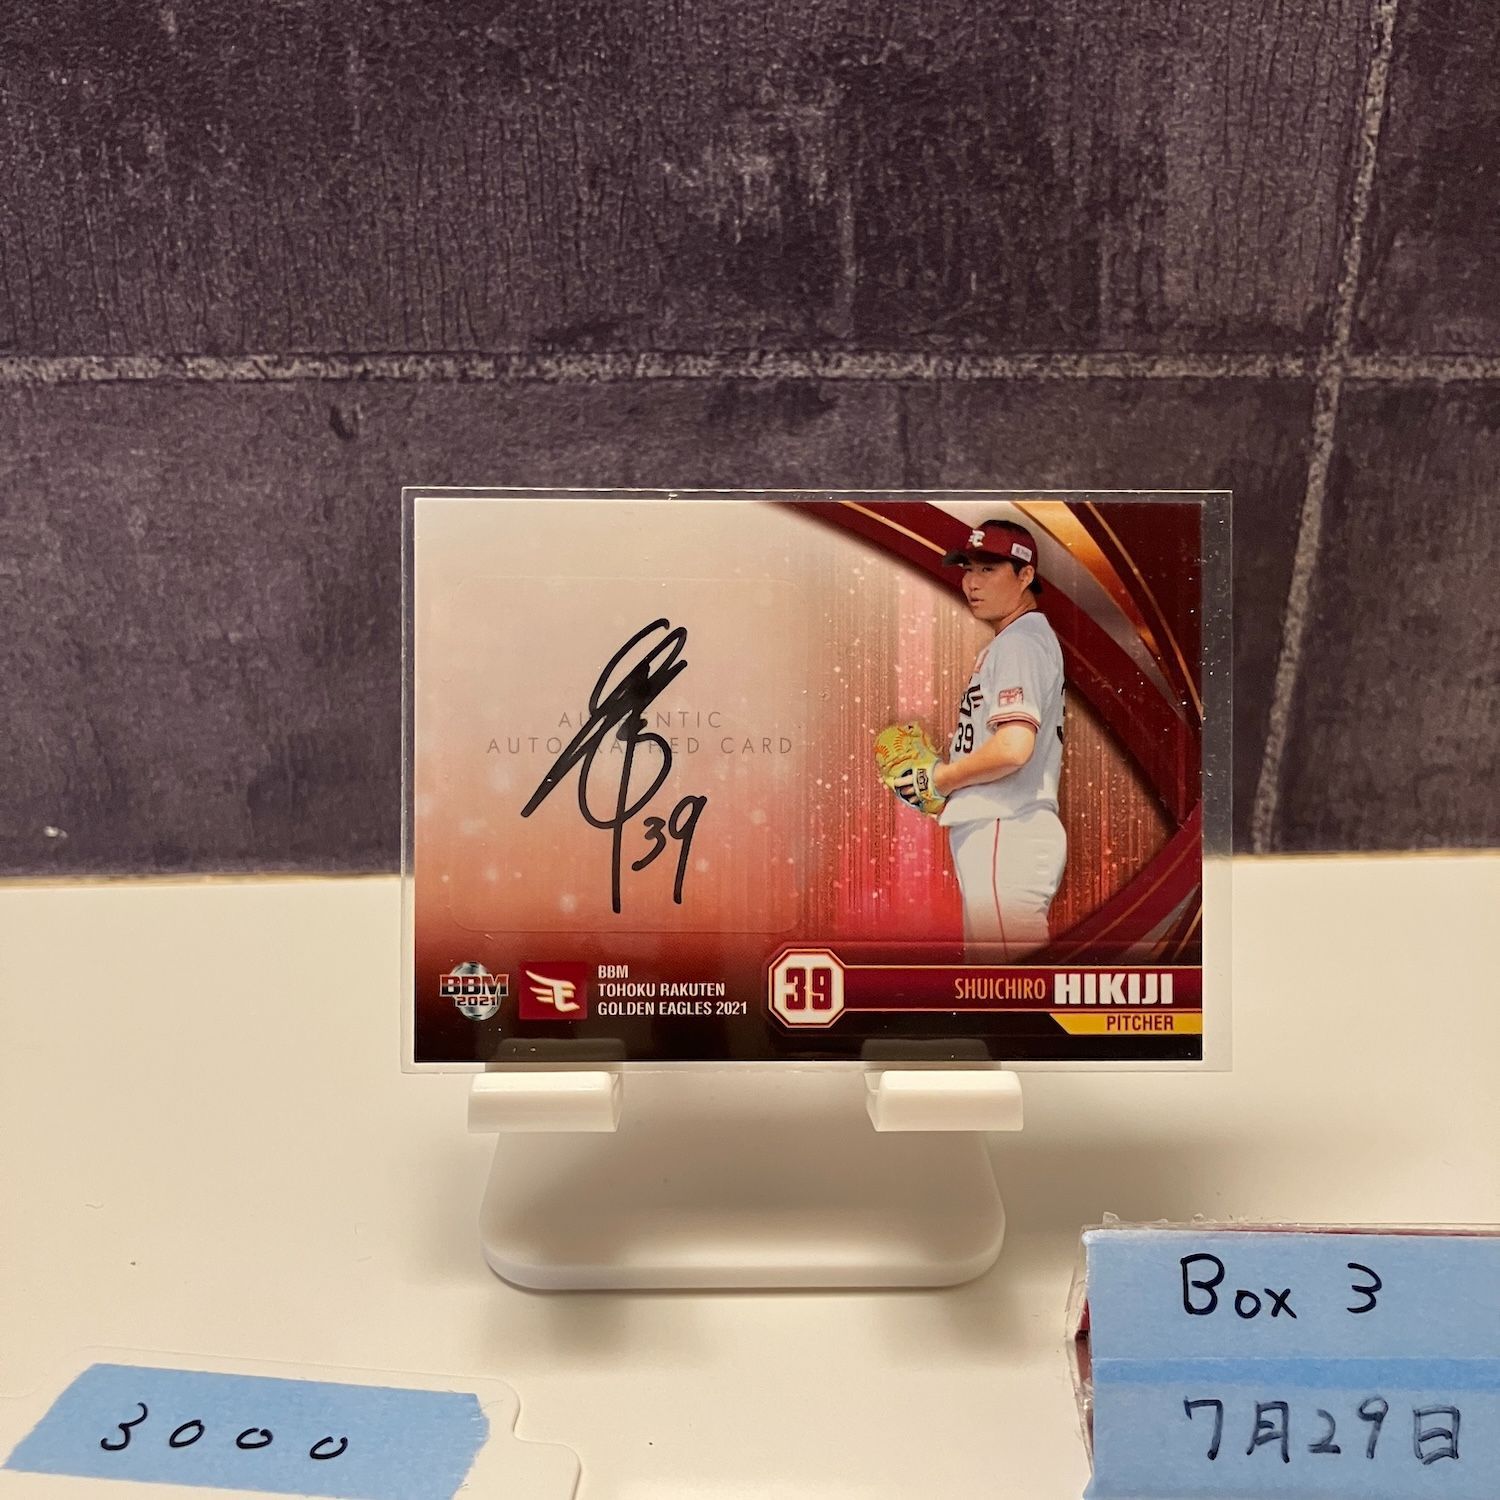 AUTHENTIC
AUTOGRAPHED CARD
39
39
BBM
2021
BBM
TOHOKU RAKUTEN
GOLDEN EAGLES 2021
39
SHUICHIRO HIKIJI
PITCHER
Box 3
7月29日
3000